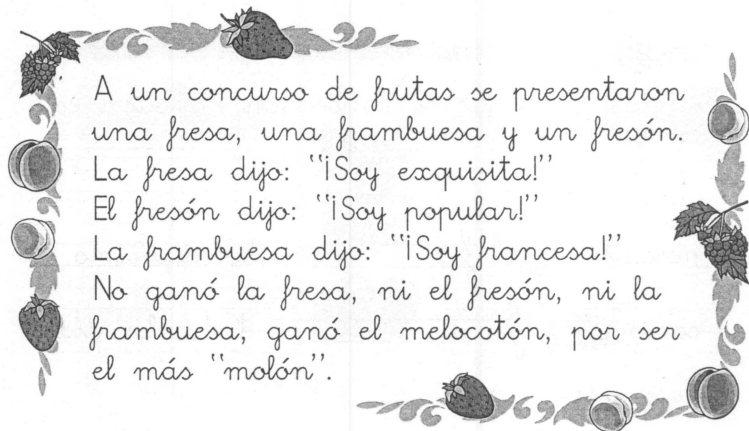 A un concurso de frutas se presentaron
una fresa, una frambuesa y un fresón.
La fresa dijo: "¡Soy exquisita!"
El fresón dijo: "¡Soy popular!"
La frambuesa dijo: "¡Soy francesa!"
No ganó la fresa, ni el fresón, ni la
frambuesa, ganó el melocotón, por ser
el más "molón".